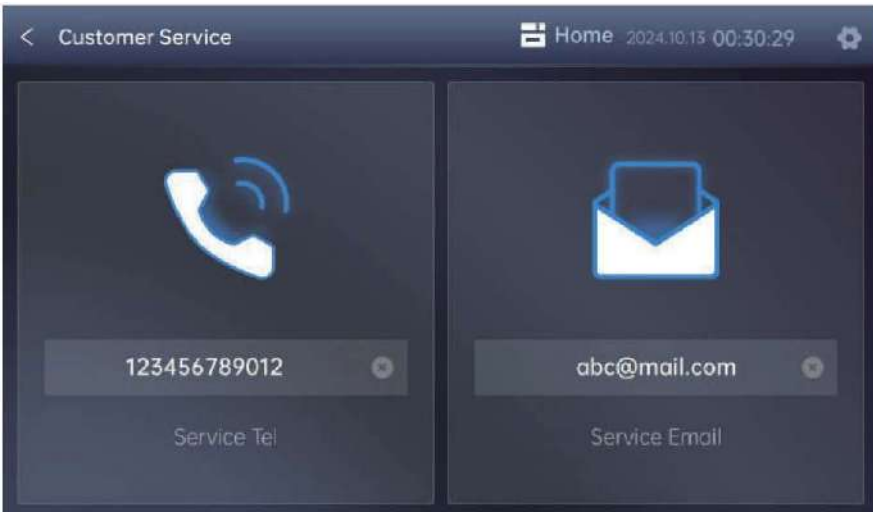 < Customer Service
Home 2024.10.13 00:30:29
123456789012
Service Tel
abc@mail.com
Service Email